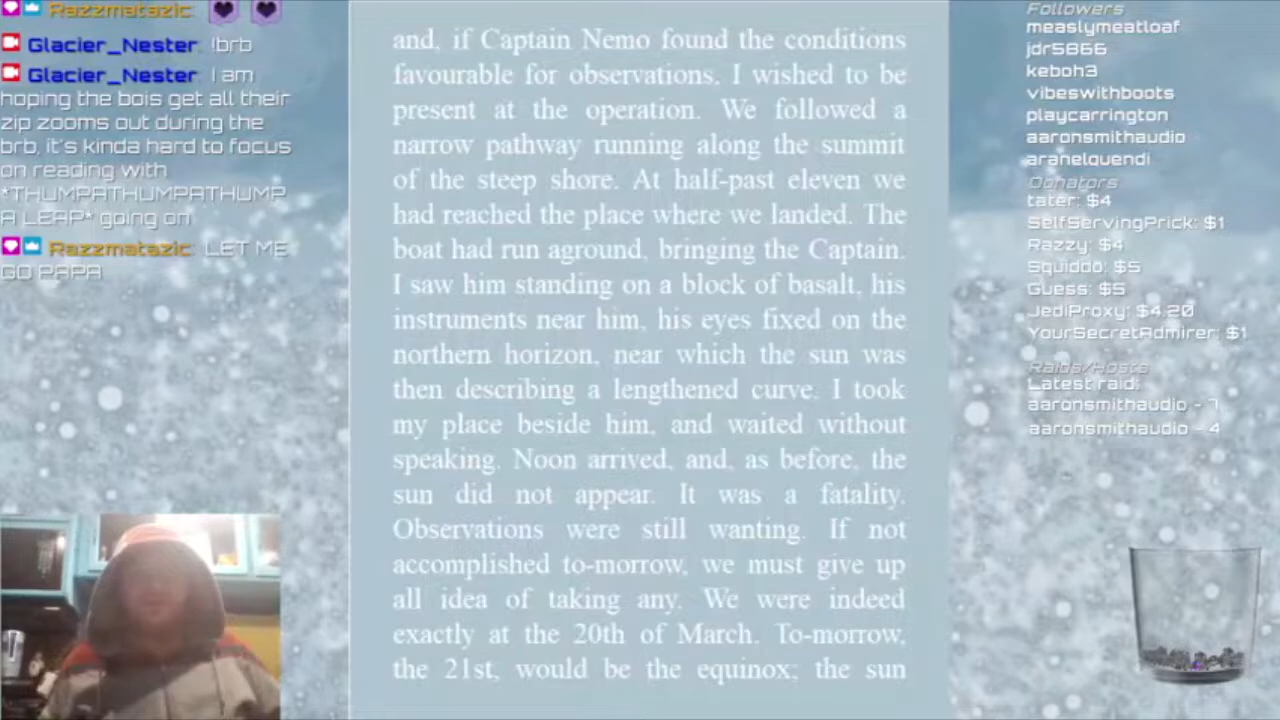 Razzmatazic:
Glacier_Nester: !brb
Glacier_Nester: I am
hoping the bois get all their
zip zooms out during the
brb, it's kinda hard to focus
on reading with
*THUMPATHUMPATHUMP
A LEAP* going on
Razzmatazic: LET ME
GO PAPA
and, if Captain Nemo found the conditions
favourable for observations, I wished to be
present at the operation. We followed a
narrow pathway running along the summit
of the steep shore. At half-past eleven we
had reached the place where we landed. The
boat had run aground, bringing the Captain.
I saw him standing on a block of basalt, his
instruments near him, his eyes fixed on the
northern horizon, near which the sun was
then describing a lengthened curve. I took
my place beside him, and waited without
speaking. Noon arrived, and, as before, the
sun did not appear. It was a fatality.
Observations were still wanting. If not
accomplished to-morrow, we must give up
all idea of taking any. We were indeed
exactly at the 20th of March. To-morrow,
the 21st, would be the equinox; the sun
Followers
measlymeatloaf
jdr5866
keboh3
vibeswithboots
playcarrington
aaronsmithaudio
aranelquendi
Donators
tater: $4
SelfServingPrick: $1
Razzy: $4
Squidoo: $5
Guess: $5
JediProxy: $4.20
YourSecretAdmirer: $1
Raids/Hosts
Latest raid:
aaronsmithaudio - 7
aaronsmithaudio - 4